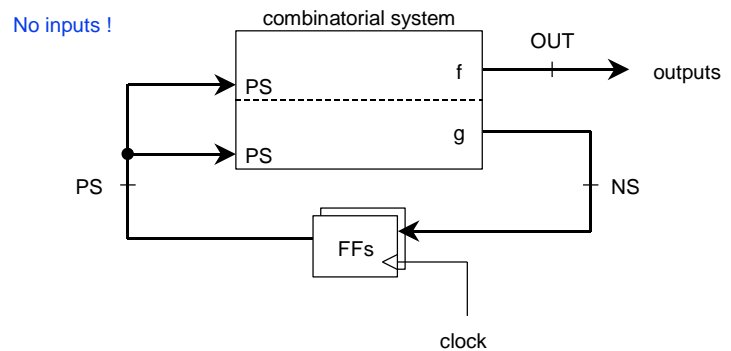 No inputs !
combinatorial system
OUT
f
outputs
PS
g
PS
PS
NS
FFs
clock